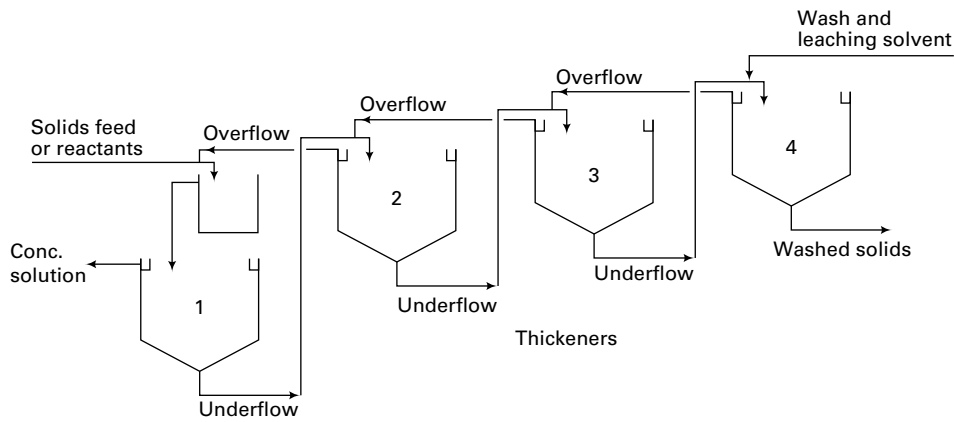 Wash and
leaching solvent
Overflow
Overflow
Solids feed
or reactants
Overflow
4
3
2
Washed solids
Conc.
solution
Underflow
1
Underflow
Thickeners
Underflow